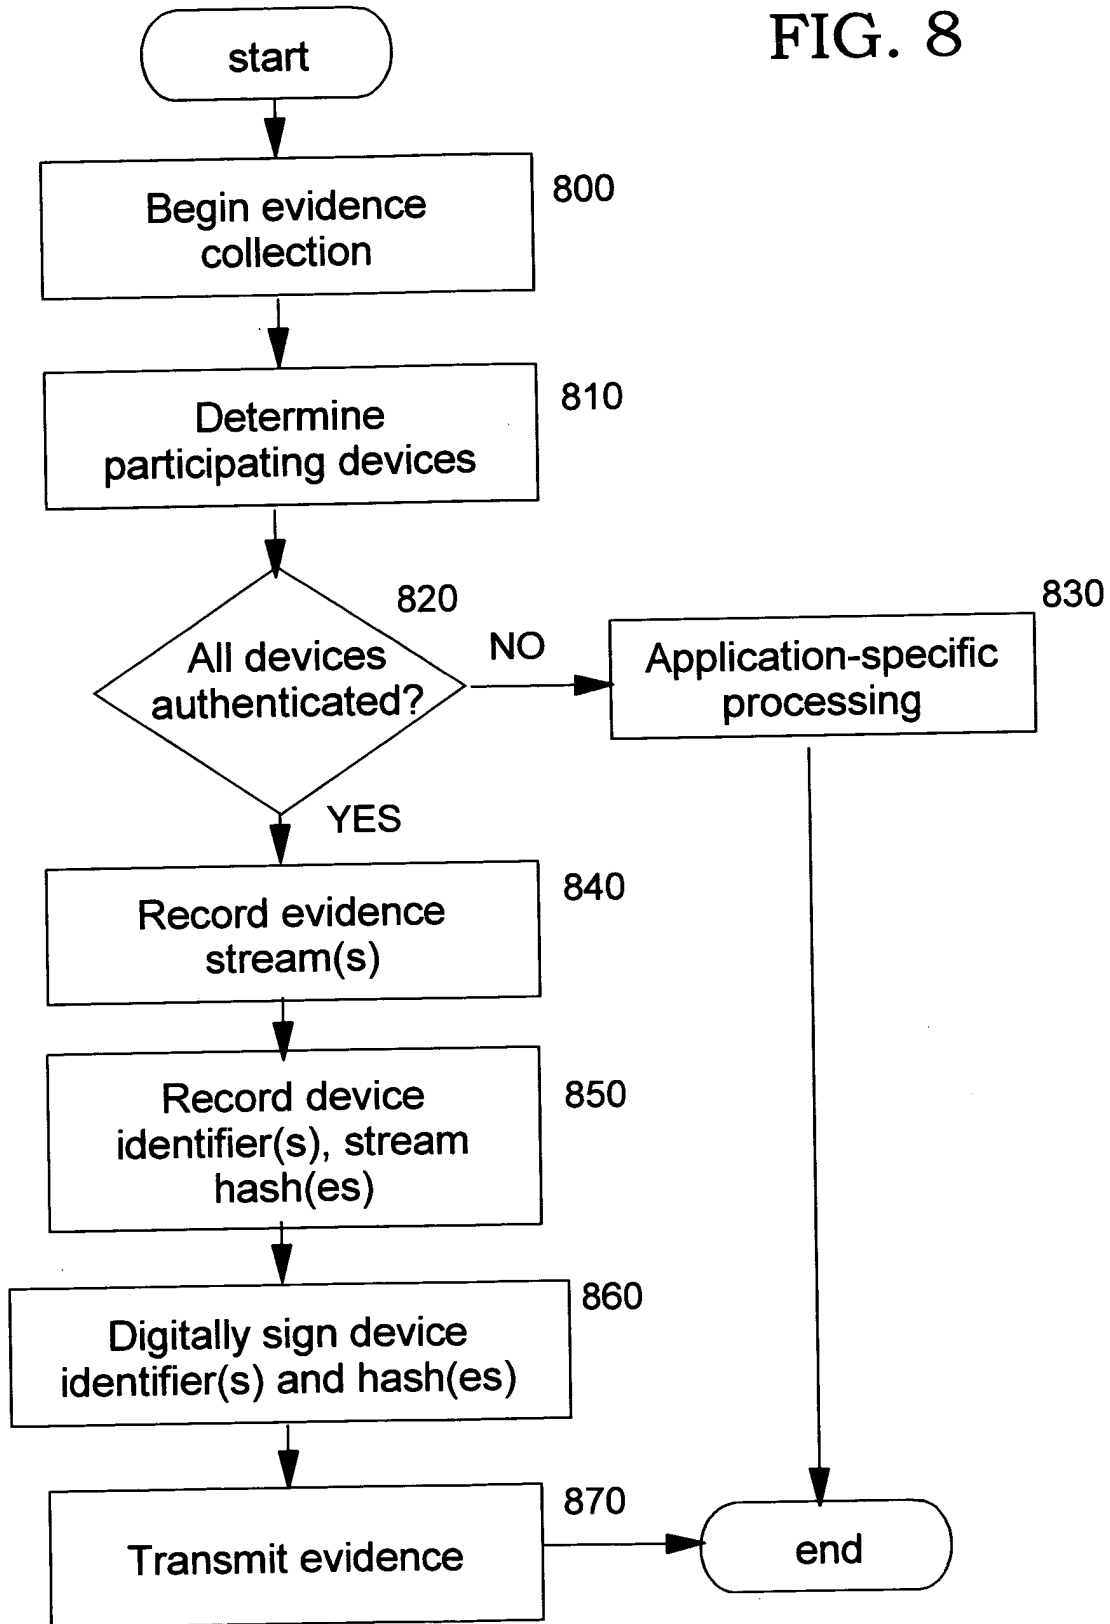 FIG. 8
start
800
Begin evidence
collection
810
Determine
participating devices
820
All devices
authenticated?
NO
830
Application-specific
processing
YES
840
Record evidence
stream(s)
850
Record device
identifier(s), stream
hash(es)
860
Digitally sign device
identifier(s) and hash(es)
870
Transmit evidence
end